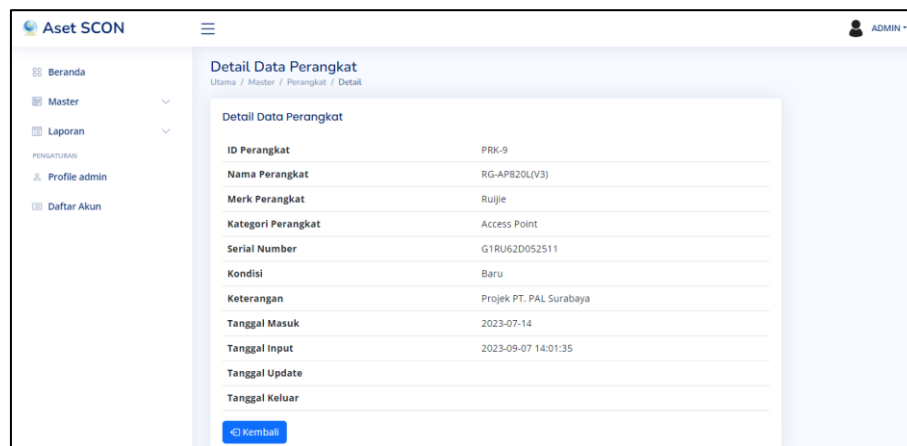 Aset SCON
ADMIN
Beranda
Master
Laporan
PENGATURAN
Profile admin
Daftar Akun
Detail Data Perangkat
Utama / Master / Perangkat / Detail
Detail Data Perangkat
ID Perangkat PRK-9
Nama Perangkat RG-AP820L(V3)
Merk Perangkat Ruijie
Kategori Perangkat Access Point
Serial Number G1RU62D052511
Kondisi Baru
Keterangan Projek PT. PAL Surabaya
Tanggal Masuk 2023-07-14
Tanggal Input 2023-09-07 14:01:35
Tanggal Update
Tanggal Keluar
Kembali